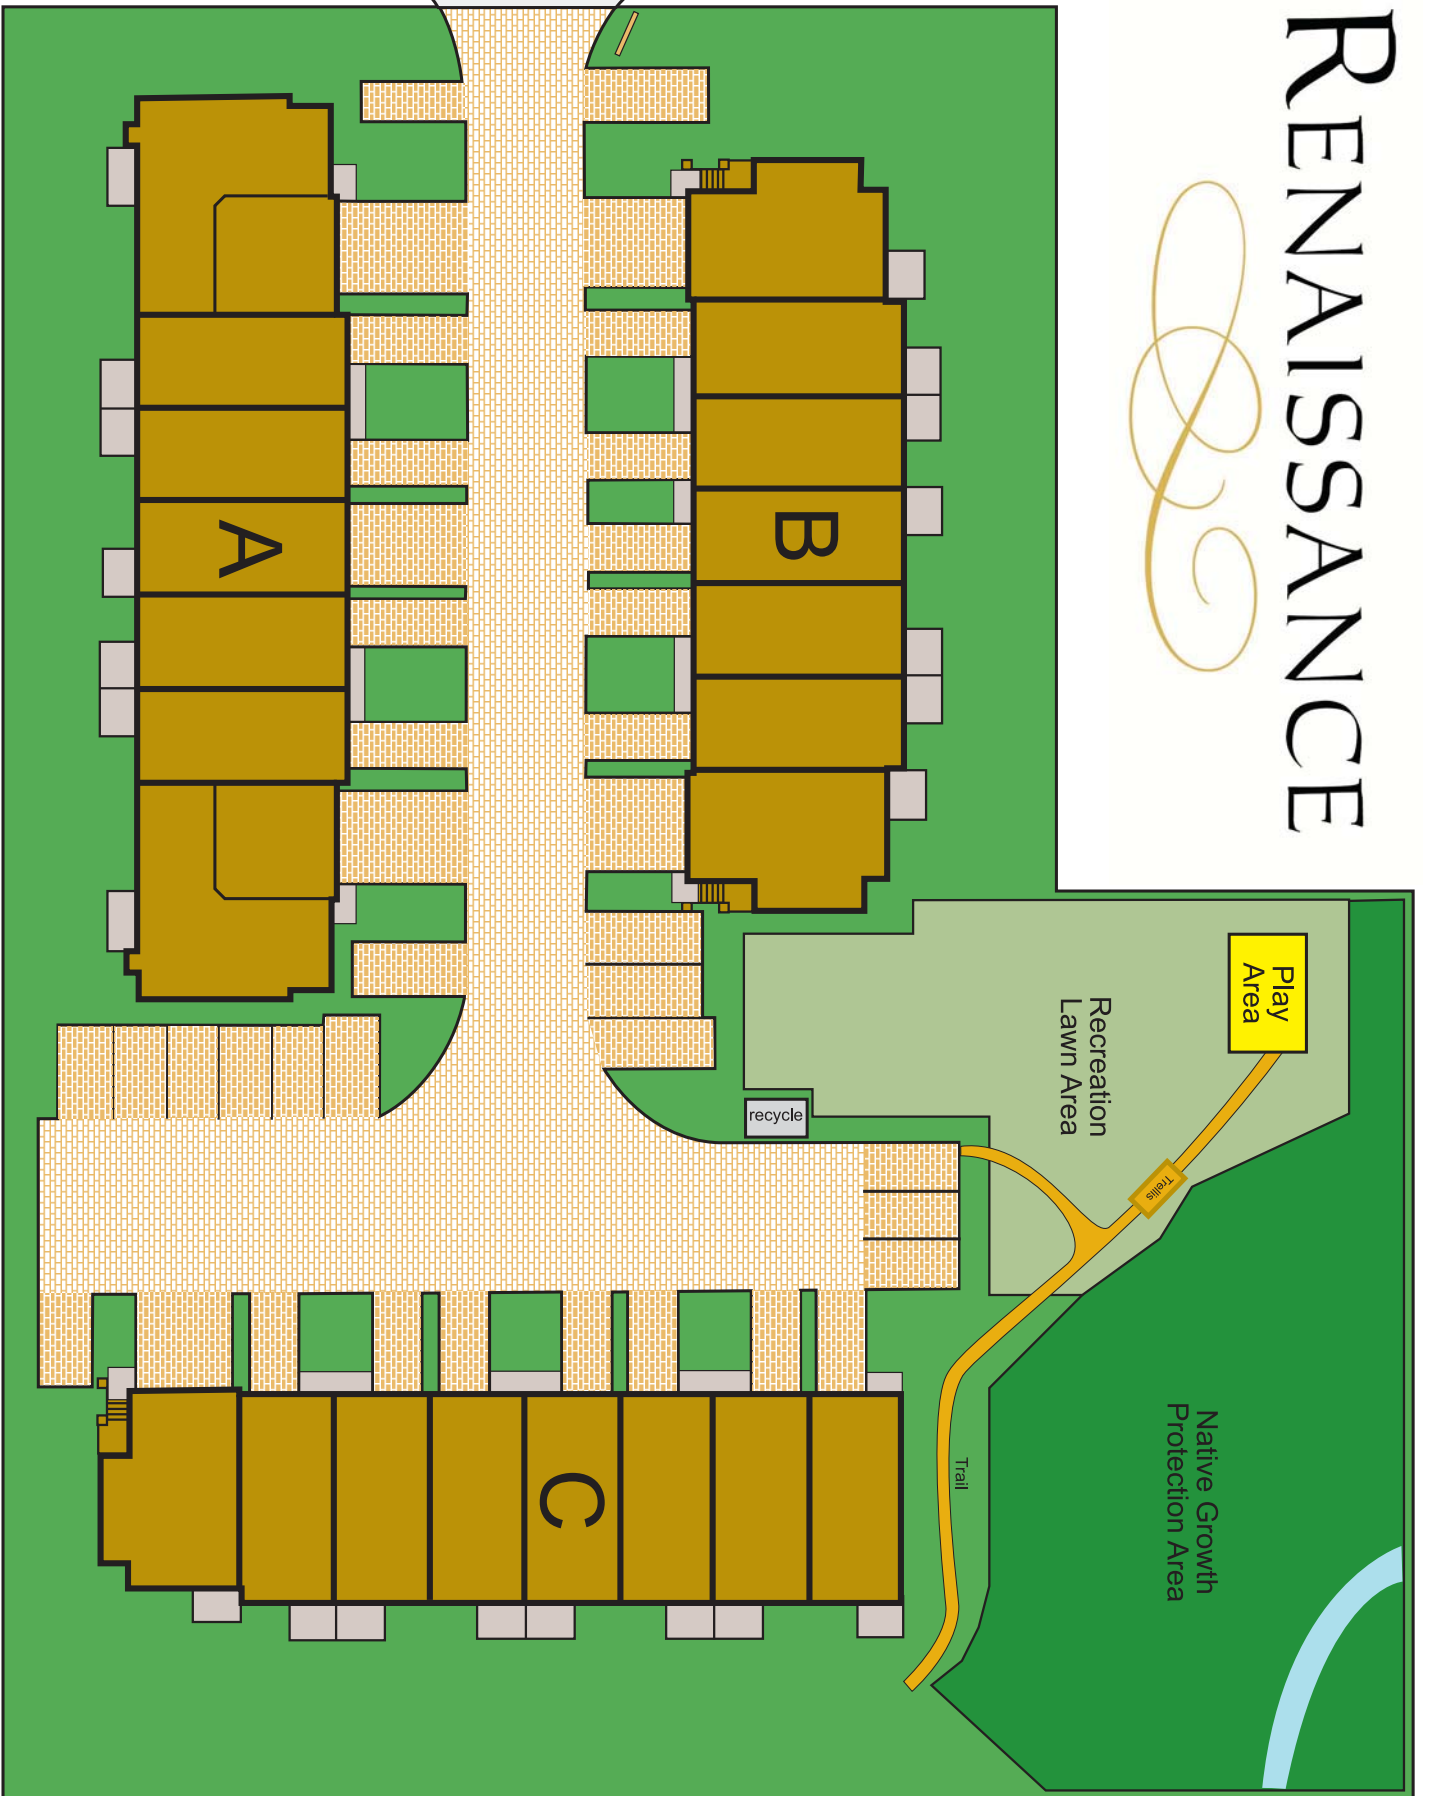 RENAISSANCE
A
B
C
Play
Area
Recreation
Lawn Area
recycle
Trellis
Trail
Native Growth
Protection Area